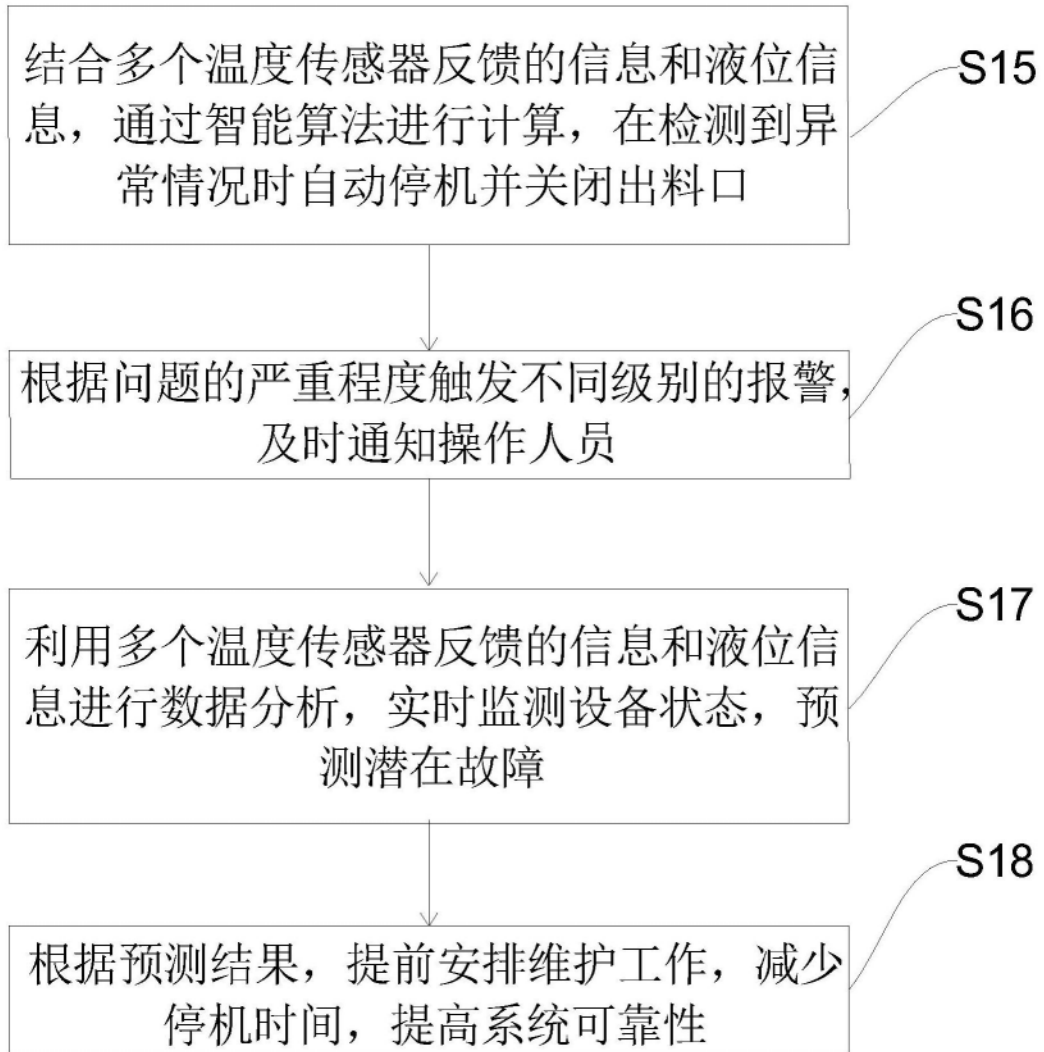 结合多个温度传感器反馈的信息和液位信
息，通过智能算法进行计算，在检测到异
常情况时自动停机并关闭出料口
S15
根据问题的严重程度触发不同级别的报警，
及时通知操作人员
S16
利用多个温度传感器反馈的信息和液位信
息进行数据分析，实时监测设备状态，预
测潜在故障
S17
根据预测结果，提前安排维护工作，减少
停机时间，提高系统可靠性
S18